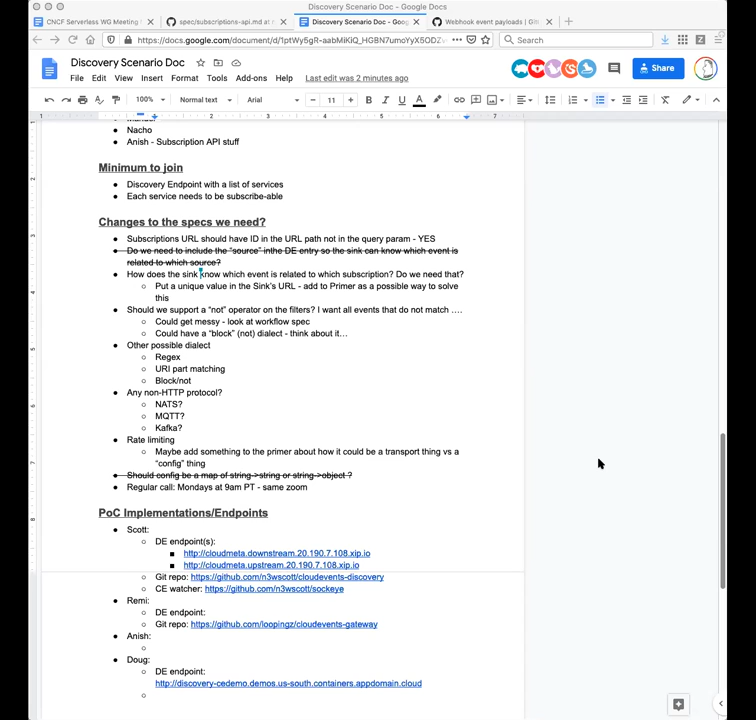 Discovery Scenario Doc - Google Docs
CNCF Serverless WG Meeting
spec/subscriptions-api.md at
Discovery Scenario Doc - Goo
Webhook event payloads | Git
https://docs.google.com/document/d/1ptWy5gR-aabMiKiQ_HGBN7umoYyX5ODZv
Search
Discovery Scenario Doc
File Edit View Insert Format Tools Add-ons Help Last edit was 2 minutes ago
Share
100% Normal text Arial 11 B I U A
Nacho
Anish - Subscription API stuff
Minimum to join
Discovery Endpoint with a list of services
Each service needs to be subscribe-able
Changes to the specs we need?
Subscriptions URL should have ID in the URL path not in the query param - YES
Do we need to include the "source" inthe DE entry so the sink can know which event is
related to which source?
How does the sink know which event is related to which subscription? Do we need that?
Put a unique value in the Sink's URL - add to Primer as a possible way to solve
this
Should we support a "not" operator on the filters? I want all events that do not match ….
Could get messy - look at workflow spec
Could have a "block" (not) dialect - think about it…
Other possible dialect
Regex
URI part matching
Block/not
Any non-HTTP protocol?
NATS?
MQTT?
Kafka?
Rate limiting
Maybe add something to the primer about how it could be a transport thing vs a
"config" thing
Should config be a map of string->string or string->object ?
Regular call: Mondays at 9am PT - same zoom
PoC Implementations/Endpoints
Scott:
DE endpoint(s):
http://cloudmeta.downstream.20.190.7.108.xip.io
http://cloudmeta.upstream.20.190.7.108.xip.io
Git repo: https://github.com/n3wscott/cloudevents-discovery
CE watcher: https://github.com/n3wscott/sockeye
Remi:
DE endpoint:
Git repo: https://github.com/loopingz/cloudevents-gateway
Anish:
Doug:
DE endpoint:
http://discovery-cedemo.demos.us-south.containers.appdomain.cloud